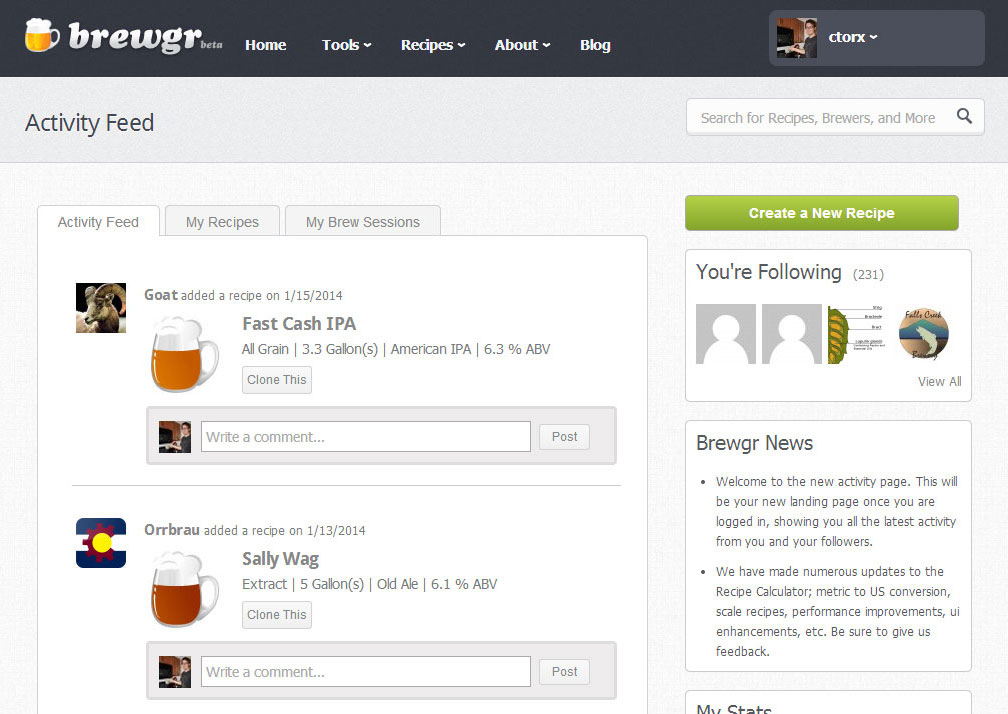 brewgr beta
Home
Tools
Recipes
About
Blog
ctorx
Activity Feed
Search for Recipes, Brewers, and More
Activity Feed
My Recipes
My Brew Sessions
Goat added a recipe on 1/15/2014
Fast Cash IPA
All Grain | 3.3 Gallon(s) | American IPA | 6.3 % ABV
Clone This
Write a comment...
Post
Orrbrau added a recipe on 1/13/2014
Sally Wag
Extract | 5 Gallon(s) | Old Ale | 6.1 % ABV
Clone This
Write a comment...
Post
Create a New Recipe
You're Following (231)
Strig
Bracteole
Bract
Lupulin glands
Falls Creek
Brewing
View All
Brewgr News
Welcome to the new activity page. This will
be your new landing page once you are
logged in, showing you all the latest activity
from you and your followers.
We have made numerous updates to the
Recipe Calculator; metric to US conversion,
scale recipes, performance improvements, ui
enhancements, etc. Be sure to give us
feedback.
My Stats